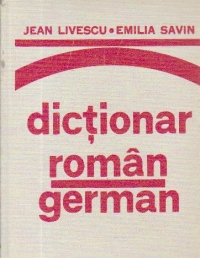 JEAN LIVESCU • EMILIA SAVIN
dicționar
român
german